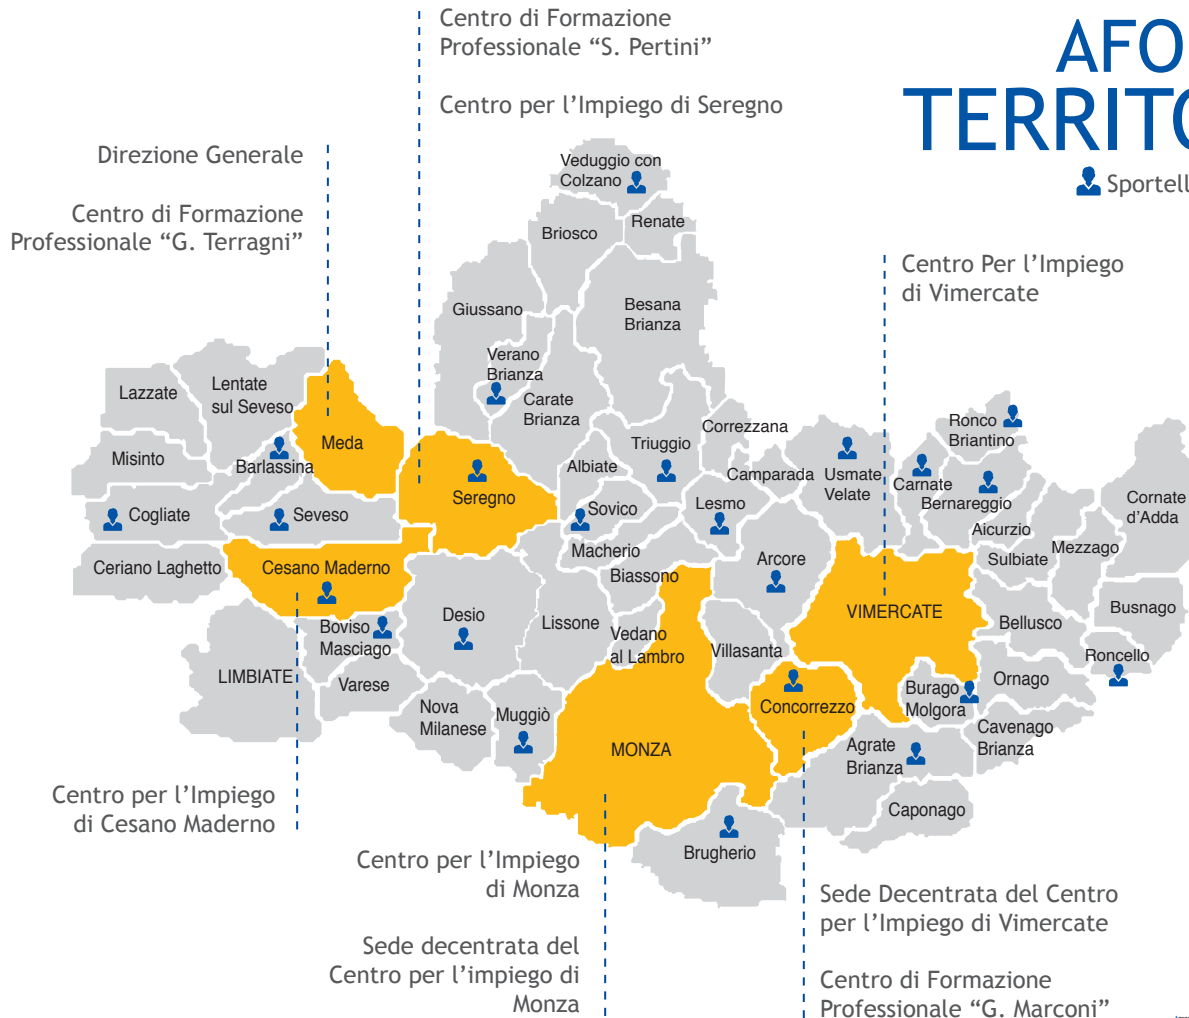 Centro di Formazione
Professionale “S. Pertini”
Centro per l’Impiego di Seregno
AFO
TERRITO
Sportell
Direzione Generale
Centro di Formazione
Professionale “G. Terragni”
Centro Per l’Impiego
di Vimercate
Veduggio con
Colzano
Renate
Briosco
Giussano
Besana
Brianza
Verano
Brianza
Carate
Brianza
Lazzate
Lentate
sul Seveso
Meda
Misinto
Barlassina
Seregno
Albiate
Triuggio
Correzzana
Camparada
Usmate
Velate
Ronco
Briantino
Carnate
Bernareggio
Cornate
d’Adda
Cogliate
Seveso
Sovico
Lesmo
Aicurzio
Mezzago
Sulbiate
Ceriano Laghetto
Cesano Maderno
Macherio
Biassono
Arcore
VIMERCATE
Busnago
Bellusco
Boviso
Masciago
Desio
Lissone
Vedano
al Lambro
Villasanta
Roncello
LIMBIATE
Varese
Ornago
Burago
Molgora
Concorrezzo
Nova
Milanese
Muggiò
MONZA
Agrate
Brianza
Cavenago
Brianza
Caponago
Brugherio
Centro per l’Impiego
di Cesano Maderno
Centro per l’Impiego
di Monza
Sede decentrata del
Centro per l’impiego di
Monza
Sede Decentrata del Centro
per l’Impiego di Vimercate
Centro di Formazione
Professionale “G. Marconi”